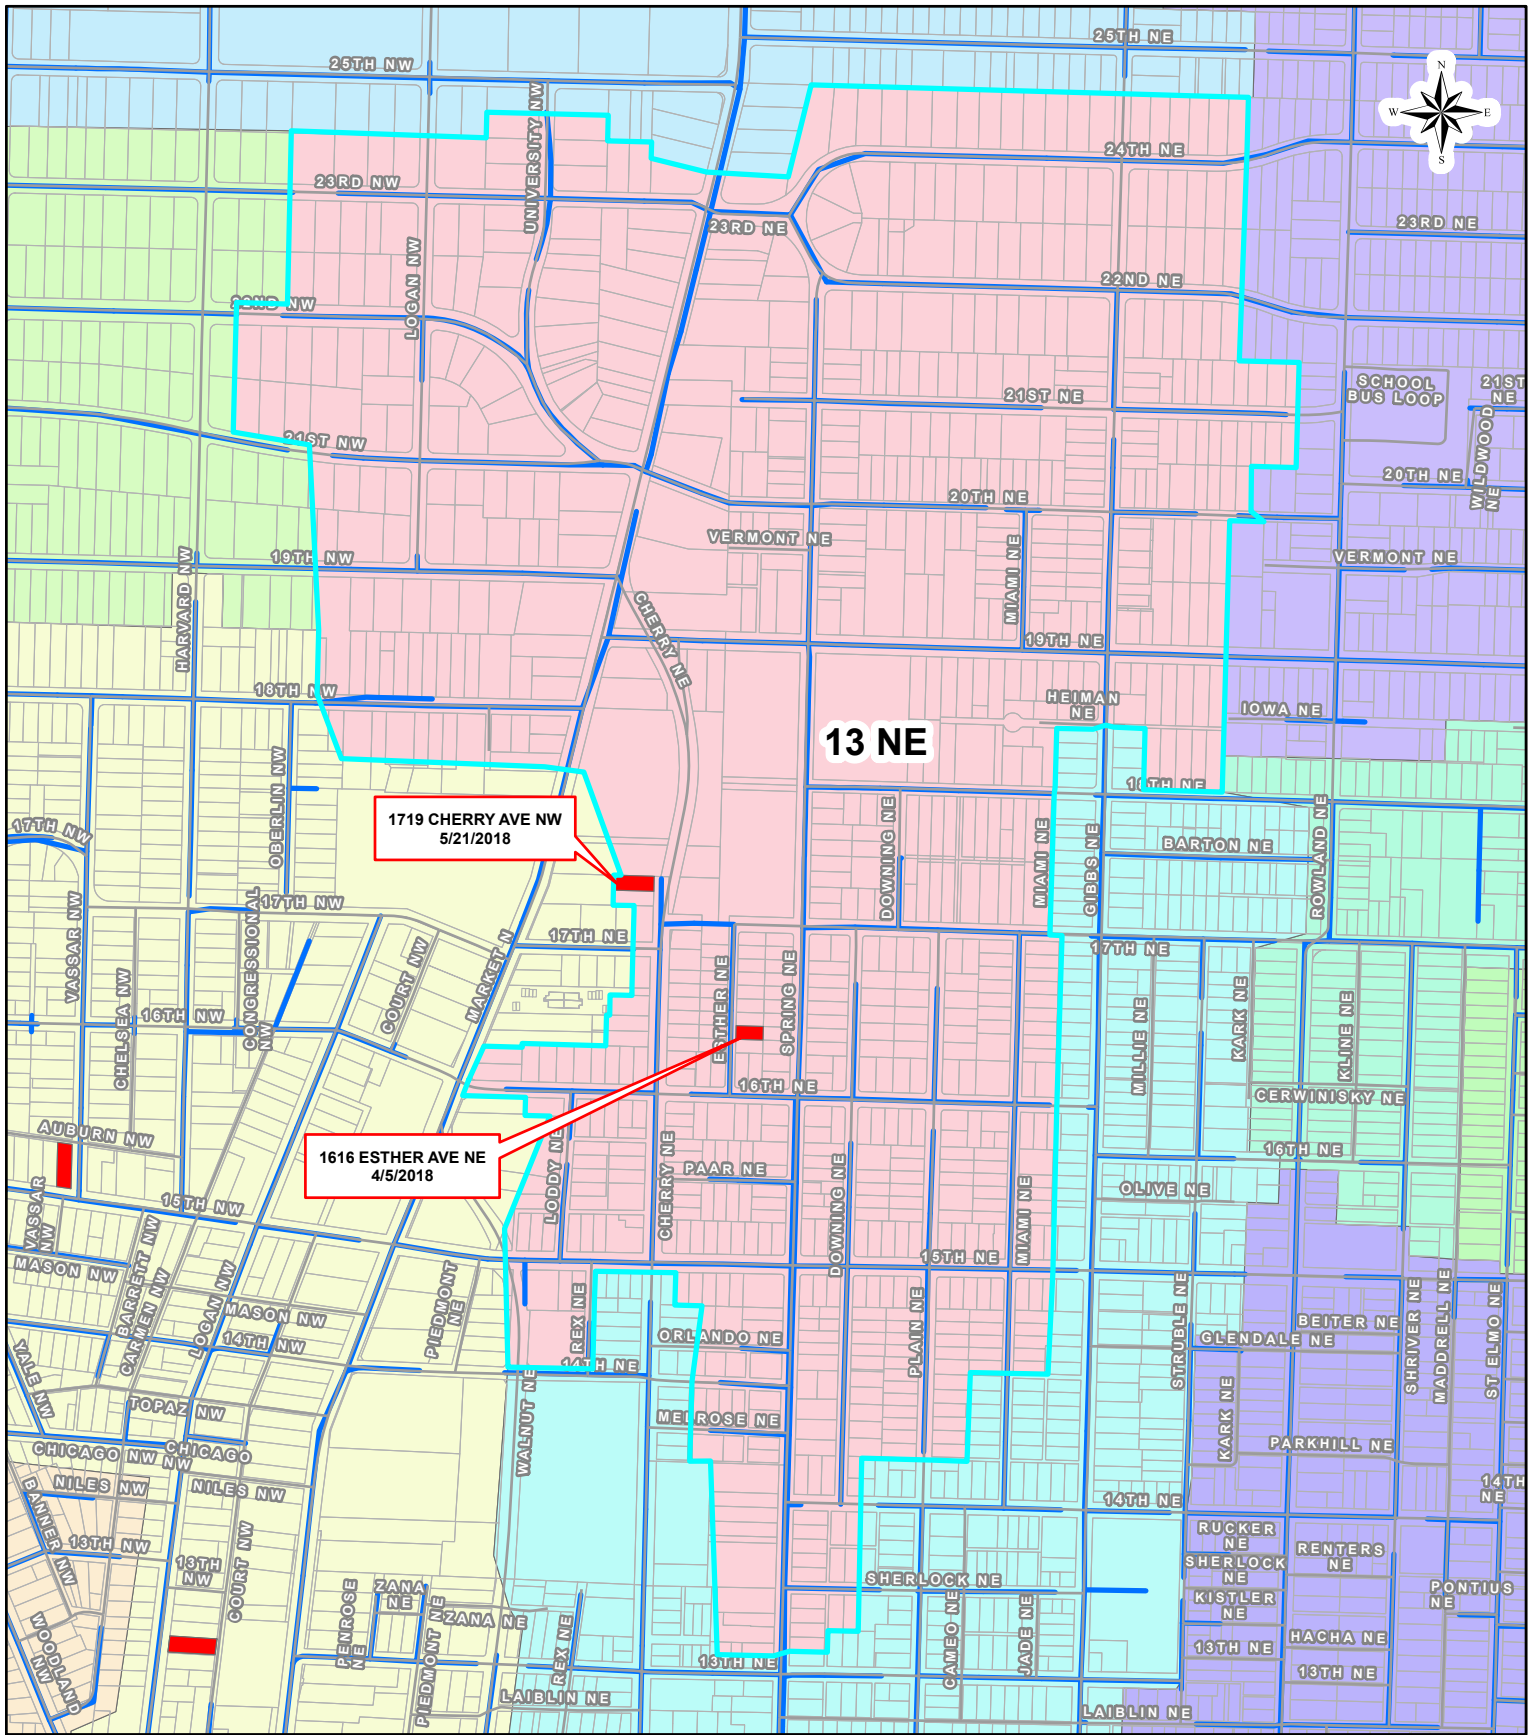 25TH NE
25TH NW
N
W
E
S
UNIVERSITY NW
24TH NE
23RD NW
23RD NE
23RD NE
LOGAN NW
22ND NE
22ND NW
SCHOOL
BUS LOOP
21ST
NE
21ST NE
21ST NW
WILDWOOD
NE
20TH NE
20TH NE
VERMONT NE
19TH NW
VERMONT NE
HARVARD NW
MIAMI NE
CHERRY NE
19TH NE
18TH NW
HEIMAN
NE
IOWA NE
13 NE
18TH NE
OBERLIN NW
1719 CHERRY AVE NW
5/21/2018
17TH NW
DOWNING NE
MIAMI NE
GIBBS NE
BARTON NE
ROWLAND NE
VASSAR NW
17TH NW
CONGRESSIONAL
NW
COURT NW
MARKET N
17TH NE
17TH NE
CHELSEA NW
16TH NW
ESTHER NE
SPRING NE
MILLIE NE
KARK NE
KLINE NE
16TH NE
CERWINISKY NE
AUBURN NW
1616 ESTHER AVE NE
4/5/2018
LODDY NE
CHERRY NE
PAAR NE
16TH NE
OLIVE NE
VASSAR
NW
15TH NW
DOWNING NE
MIAMI NE
15TH NE
MASON NW
BARRETT NW
CARMEN NW
LOGAN NW
MASON NW
14TH NW
PIEDMONT
NE
REX NE
ORLANDO NE
PLAIN NE
STRUBLE NE
BEITER NE
GLENDALE NE
SHRIVER NE
MADDRELL NE
ST ELMO NE
YALE NW
14TH NE
TOPAZ NW
WALNUT NE
MELROSE NE
KARK NE
CHICAGO NW
CHICAGO
NW
PARKHILL NE
NILES NW
NILES NW
14TH
NE
BANNER NW
14TH NE
13TH NW
13TH
NW
COURT NW
RUCKER
NE
RENTERS
NE
SHERLOCK
NE
SHERLOCK NE
PENROSE
NE
ZANA
NE
PIEDMONT NE
ZANA NE
REX NE
CAMEO NE
JADE NE
KISTLER
NE
PONTIUS
NE
WOODLAND
NW
13TH NE
HACHA NE
13TH NE
13TH NE
LAIBLIN NE
LAIBLIN NE